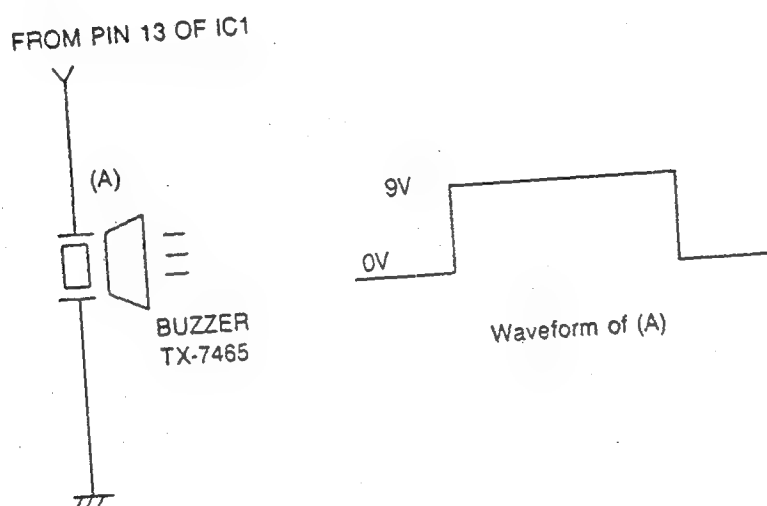 FROM PIN 13 OF IC1
(A)
BUZZER
TX-7465
9V
0V
Waveform of (A)